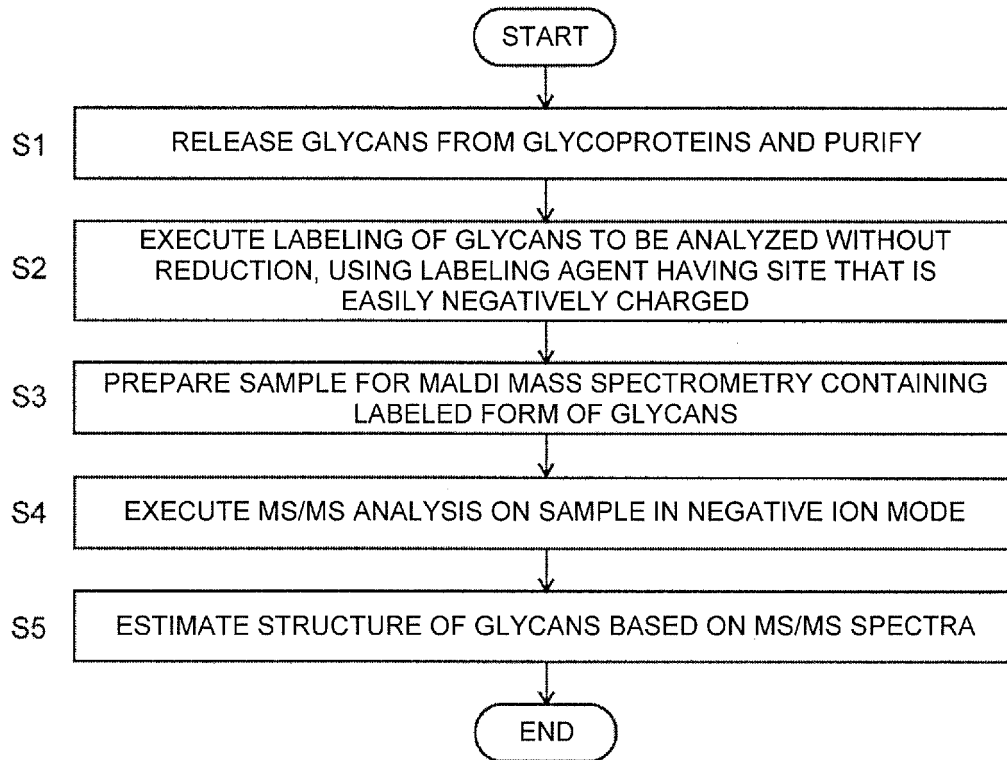 START
S1
RELEASE GLYCANS FROM GLYCOPROTEINS AND PURIFY
S2
EXECUTE LABELING OF GLYCANS TO BE ANALYZED WITHOUT
REDUCTION, USING LABELING AGENT HAVING SITE THAT IS
EASILY NEGATIVELY CHARGED
S3
PREPARE SAMPLE FOR MALDI MASS SPECTROMETRY CONTAINING
LABELED FORM OF GLYCANS
S4
EXECUTE MS/MS ANALYSIS ON SAMPLE IN NEGATIVE ION MODE
S5
ESTIMATE STRUCTURE OF GLYCANS BASED ON MS/MS SPECTRA
END